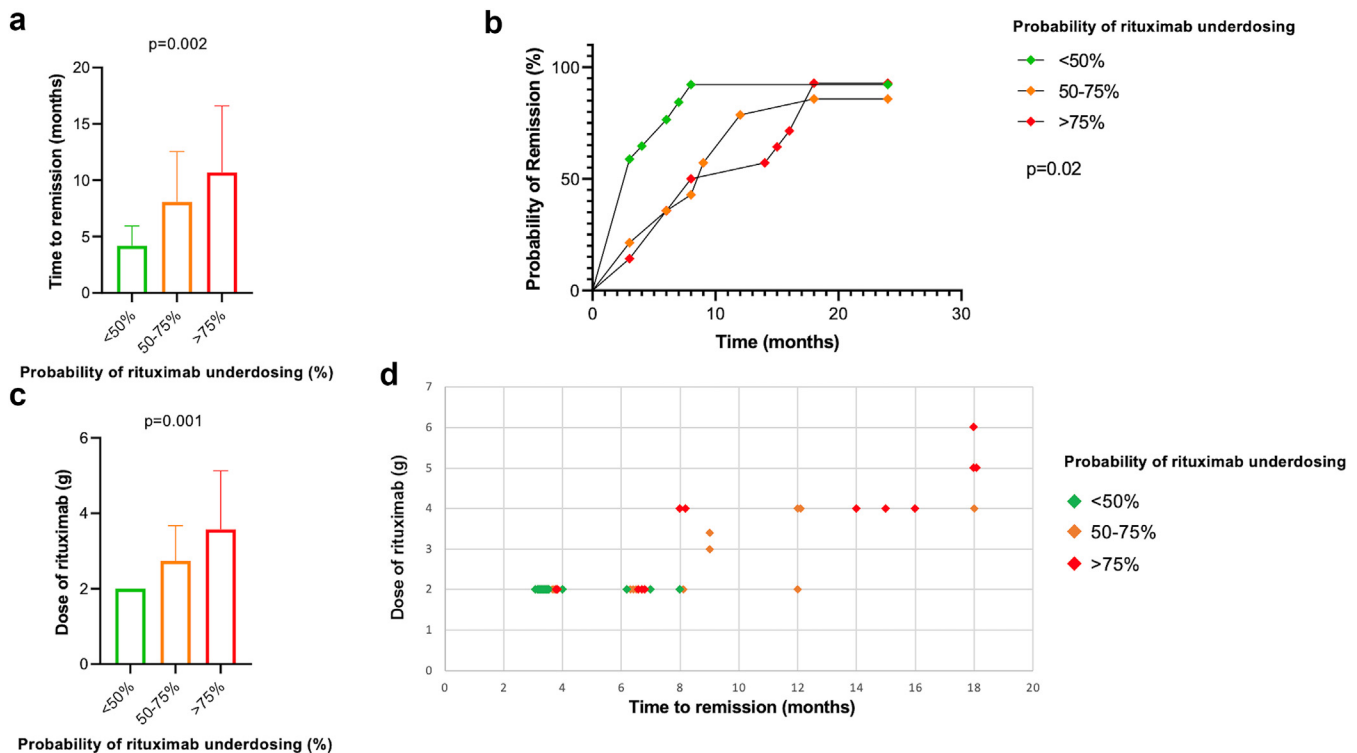 a
p=0.002
Time to remission (months)
20
15
10
5
0
<50%
50-75%
>75%
Probability of rituximab underdosing (%)
b
Probability of Remission (%)
100
50
0
0
10
20
30
Time (months)
Probability of rituximab underdosing
<50%
50-75%
>75%
p=0.02
c
p=0.001
Dose of rituximab (g)
6
4
2
0
<50%
50-75%
>75%
Probability of rituximab underdosing (%)
d
Dose of rituximab (g)
7
6
5
4
3
2
1
0
0
2
4
6
8
10
12
14
16
18
20
Time to remission (months)
Probability of rituximab underdosing
<50%
50-75%
>75%